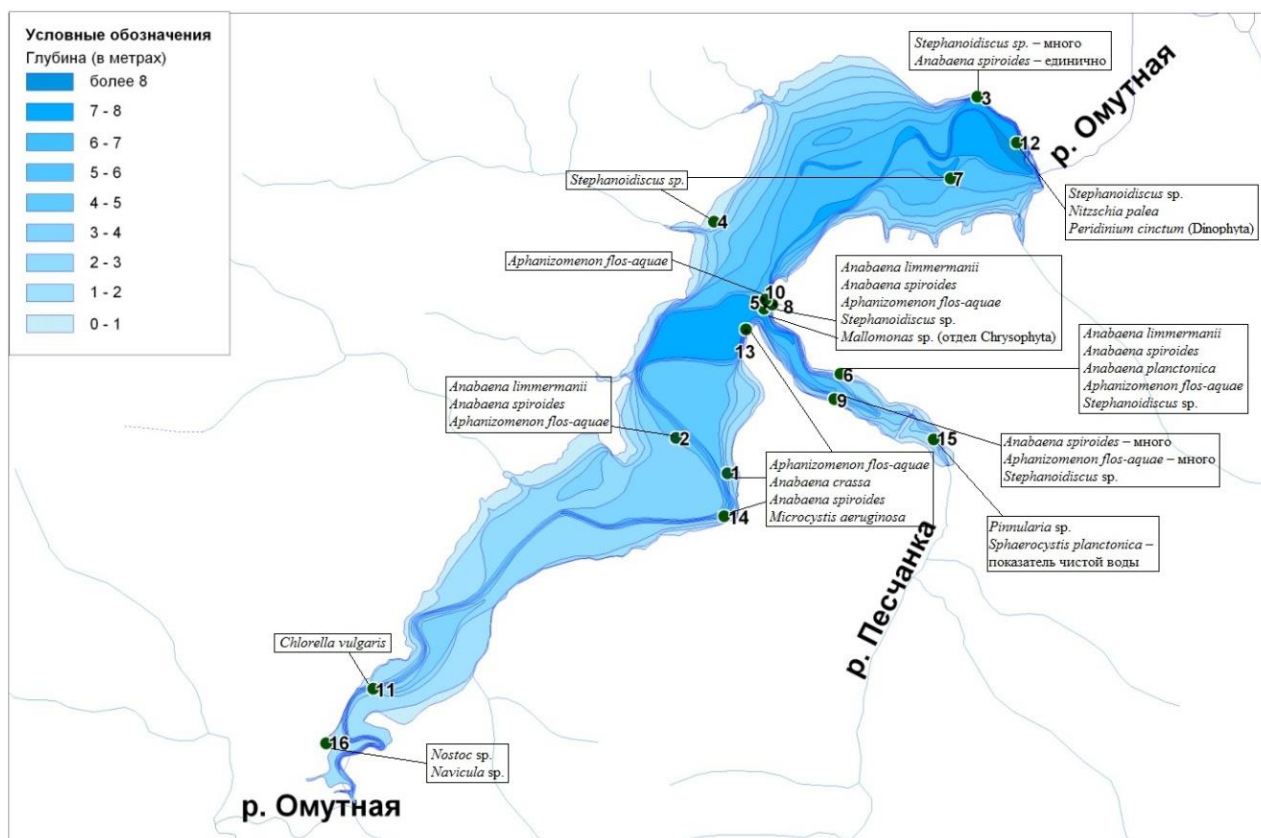 Условные обозначения
Глубина (в метрах)
более 8
7 - 8
6 - 7
5 - 6
4 - 5
3 - 4
2 - 3
1 - 2
0 - 1
Stephanoidiscus sp. – много
Anabaena spiroides – единично
3
р. Омутная
12
7
Stephanoidiscus sp.
4
Stephanoidiscus sp.
Nitzschia palea
Peridinium cinctum (Dinophyta)
Aphanizomenon flos-aquae
10
5
8
Anabaena limmermanii
Anabaena spiroides
Aphanizomenon flos-aquae
Stephanoidiscus sp.
Mallomonas sp. (отдел Chrysophyta)
13
Anabaena limmermanii
Anabaena spiroides
Anabaena planctonica
Aphanizomenon flos-aquae
Stephanoidiscus sp.
6
9
15
Anabaena limmermanii
Anabaena spiroides
Aphanizomenon flos-aquae
2
Anabaena spiroides – много
Aphanizomenon flos-aquae – много
Stephanoidiscus sp.
1
14
Aphanizomenon flos-aquae
Anabaena crassa
Anabaena spiroides
Microcystis aeruginosa
Pinnularia sp.
Sphaerocystis planctonica –
показатель чистой воды
р. Песчанка
Chlorella vulgaris
11
16
Nostoc sp.
Navicula sp.
р. Омутная